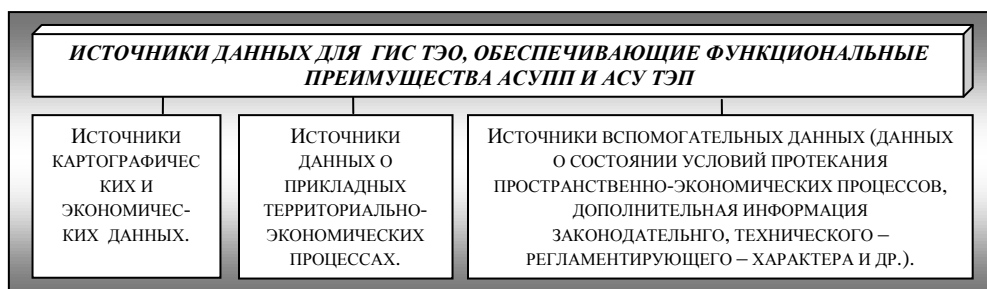 ИСТОЧНИКИ ДАННЫХ ДЛЯ ГИС ТЭО, ОБЕСПЕЧИВАЮЩИЕ ФУНКЦИОНАЛЬНЫЕ
ПРЕИМУЩЕСТВА АСУПП И АСУ ТЭП
ИСТОЧНИКИ
КАРТОГРАФИЧЕС
КИХ И
ЭКОНОМИЧЕС-
КИХ ДАННЫХ.
ИСТОЧНИКИ
ДАННЫХ О
ПРИКЛАДНЫХ
ТЕРРИТОРИАЛЬНО-
ЭКОНОМИЧЕСКИХ
ПРОЦЕССАХ.
ИСТОЧНИКИ ВСПОМОГАТЕЛЬНЫХ ДАННЫХ (ДАННЫХ
О СОСТОЯНИИ УСЛОВИЙ ПРОТЕКАНИЯ
ПРОСТРАНСТВЕННО-ЭКОНОМИЧЕСКИХ ПРОЦЕССОВ,
ДОПОЛНИТЕЛЬНАЯ ИНФОРМАЦИЯ
ЗАКОНОДАТЕЛЬНГО, ТЕХНИЧЕСКОГО –
РЕГЛАМЕНТИРУЮЩЕГО – ХАРАКТЕРА И ДР.).